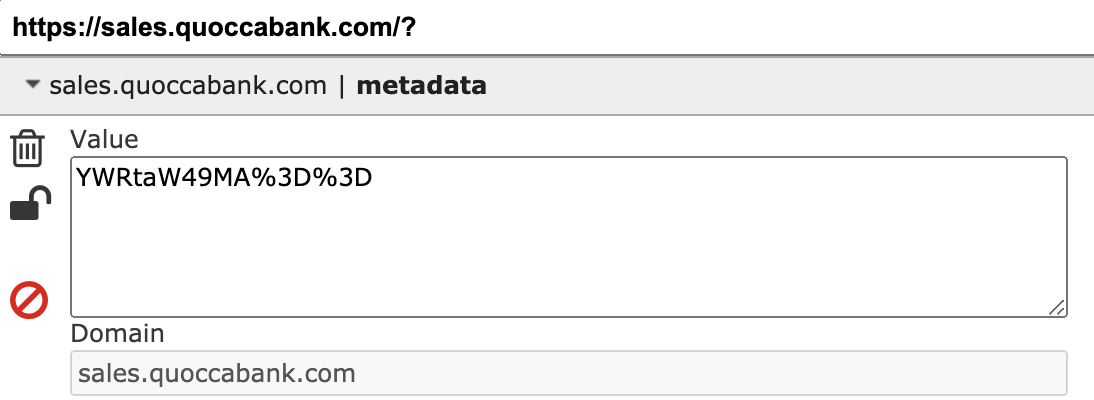 https://sales.quoccabank.com/?
sales.quoccabank.com | metadata
Value
YWRtaW49MA%3D%3D
Domain
sales.quoccabank.com